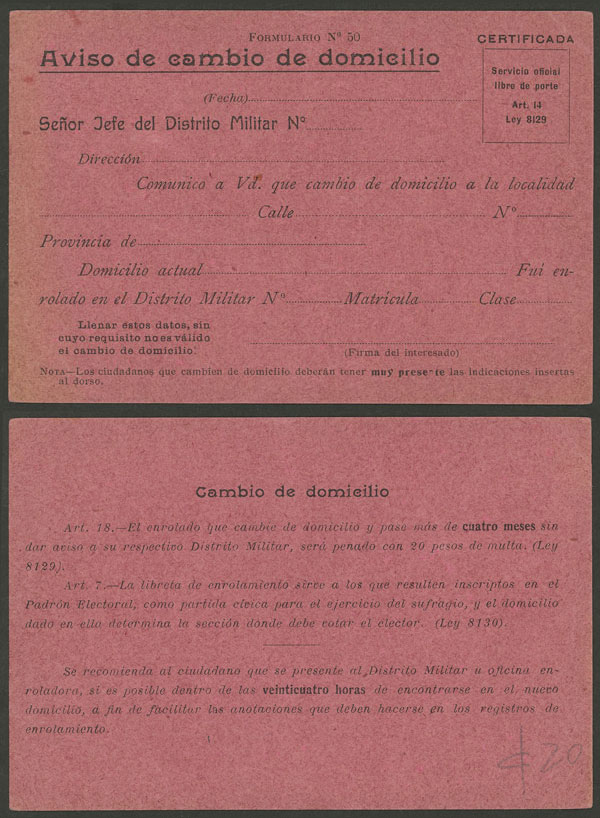 FORMULARIO Nº 50
CERTIFICADA
Aviso de cambio de domicilio
Servicio oficial
libre de porte
Art. 14
Ley 8129
(Fecha)
Señor Jefe del Distrito Militar Nº
Dirección
Comunico a Vd. que cambio de domicilio a la localidad
Calle Nº
Provincia de
Domicilio actual Fuí en-
rolado en el Distrito Militar Nº Matrícula Clase
Llenar estos datos, sin
cuyo requisito no es válido
el cambio de domicilio.
(Firma del interesado)
NOTA—Los ciudadanos que cambien de domicilio deberán tener muy presente las indicaciones insertas
al dorso.
Cambio de domicilio
Art. 18.—El enrolado que cambie de domicilio y pase más de cuatro meses sin
dar aviso a su respectivo Distrito Militar, será penado con 20 pesos de multa. (Ley
8129).
Art. 7.—La libreta de enrolamiento sirve a los que resulten inscriptos en el
Padrón Electoral, como partida cívica para el ejercicio del sufragio, y el domicilio
dado en ella determina la sección donde debe votar el elector. (Ley 8130).
Se recomienda al ciudadano que se presente al Distrito Militar u oficina en-
roladora, si es posible dentro de las veinticuatro horas de encontrarse en el nuevo
domicilio, a fin de facilitar las anotaciones que deben hacerse en los registros de
enrolamiento.